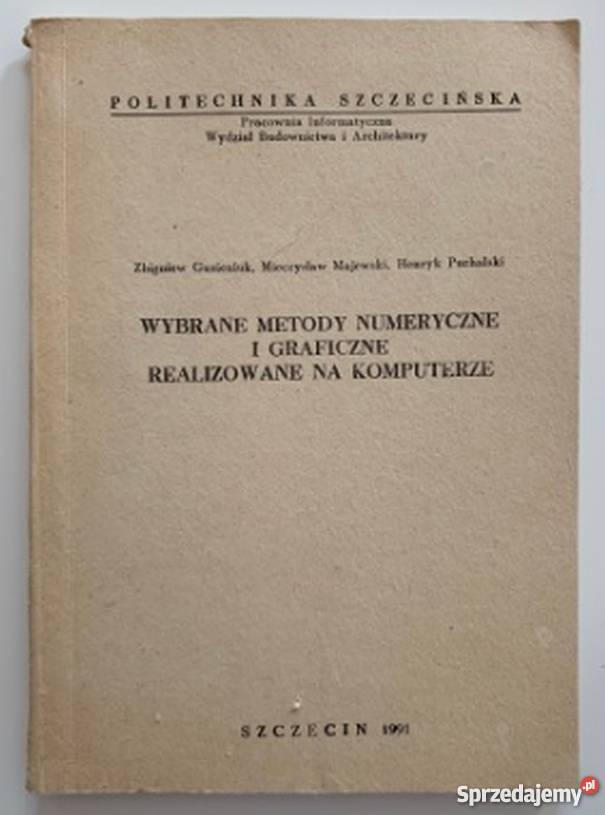 POLITECHNIKA SZCZECIŃSKA
Pracownia Informatyczna
Wydział Budownictwa i Architektury
Zbigniew Mieczysław Majewski, Henryk Puchalski
WYBRANE METODY NUMERYCZNE
I GRAFICZNE
REALIZOWANE NA KOMPUTERZE
SZCZECIN 1991
Sprzedajemy.pl